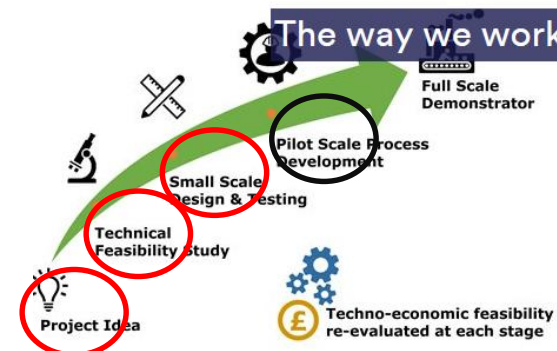 The way we work
Full Scale
Demonstrator
Pilot Scale Process
Development
Small Scale
Design & Testing
Technical
Feasibility Study
Project Idea
£
Techno-economic feasibility
re-evaluated at each stage